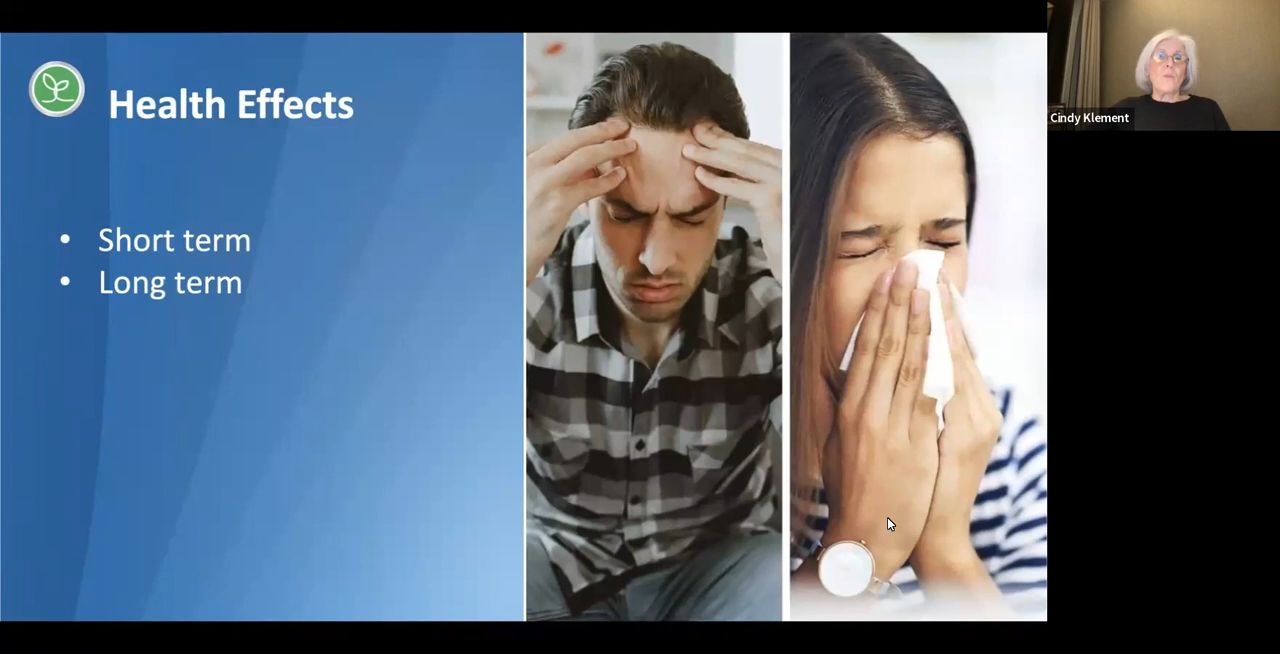 Health Effects
• Short term
• Long term
Cindy Klement